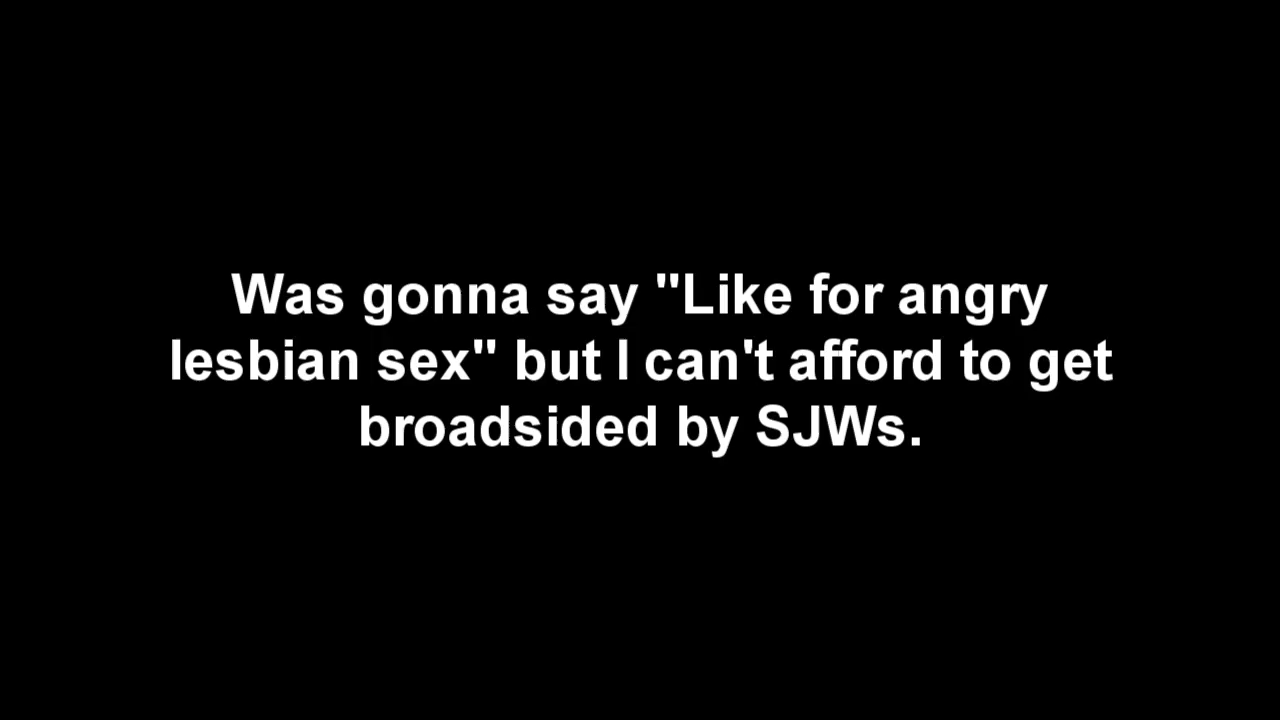 Was gonna say "Like for angry
lesbian sex" but I can't afford to get
broadsided by SJWs.